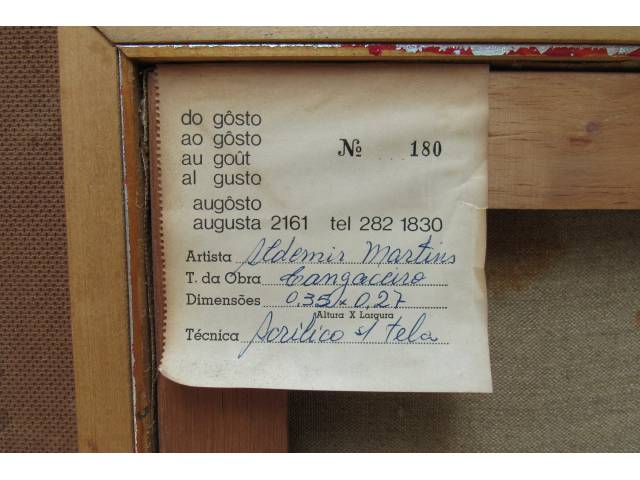 do gôsto
ao gôsto
au goût
al gusto
Nº 180
augôsto
augusta 2161 tel 282 1830
Artista Aldemir Martins
T. da Obra Cangaceiro
Dimensões 0,35 x 0,27
Altura X Largura
Técnica Acrilico s/ tela